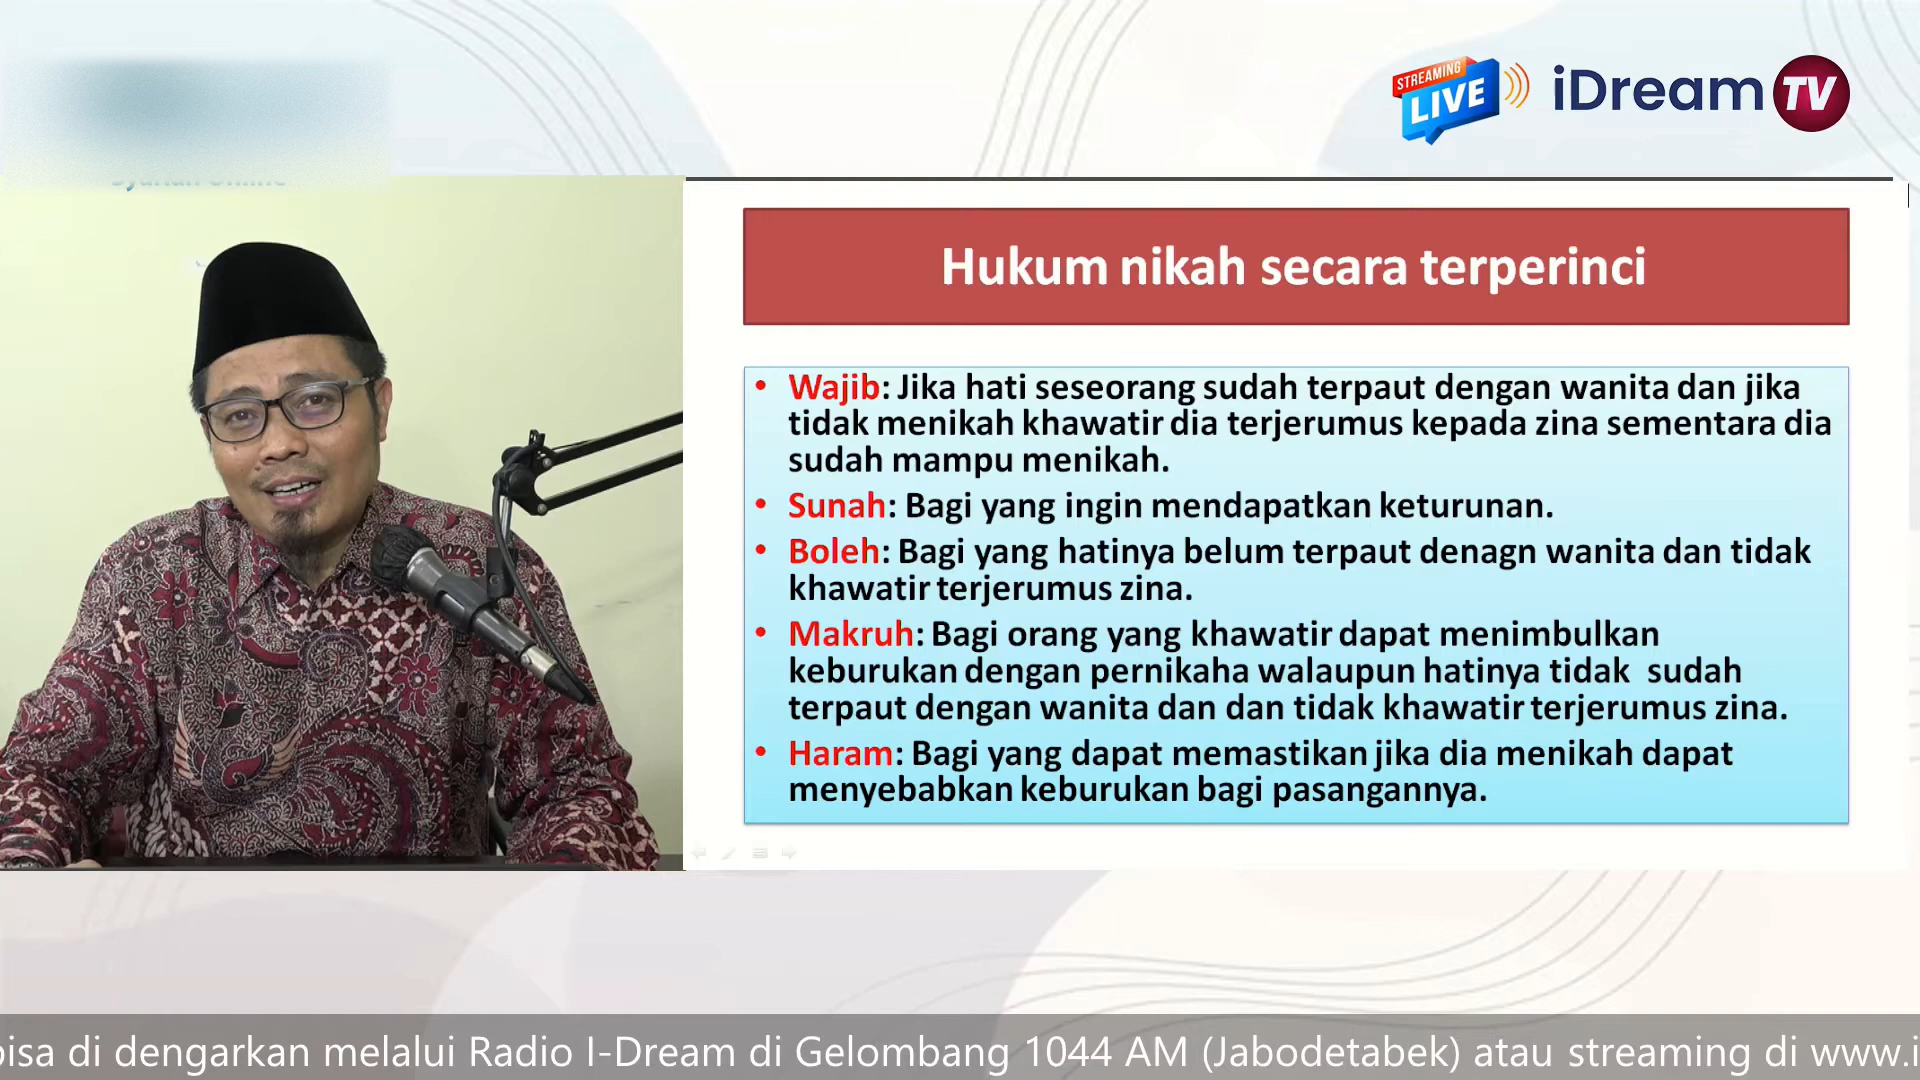 STREAMING
LIVE
iDream TV
Hukum nikah secara terperinci
• Wajib: Jika hati seseorang sudah terpaut dengan wanita dan jika
tidak menikah khawatir dia terjerumus kepada zina sementara dia
sudah mampu menikah.
• Sunah: Bagi yang ingin mendapatkan keturunan.
• Boleh: Bagi yang hatinya belum terpaut denagn wanita dan tidak
khawatir terjerumus zina.
• Makruh: Bagi orang yang khawatir dapat menimbulkan
keburukan dengan pernikaha walaupun hatinya tidak  sudah
terpaut dengan wanita dan dan tidak khawatir terjerumus zina.
• Haram: Bagi yang dapat memastikan jika dia menikah dapat
menyebabkan keburukan bagi pasangannya.
bisa di dengarkan melalui Radio I-Dream di Gelombang 1044 AM (Jabodetabek) atau streaming di www.i